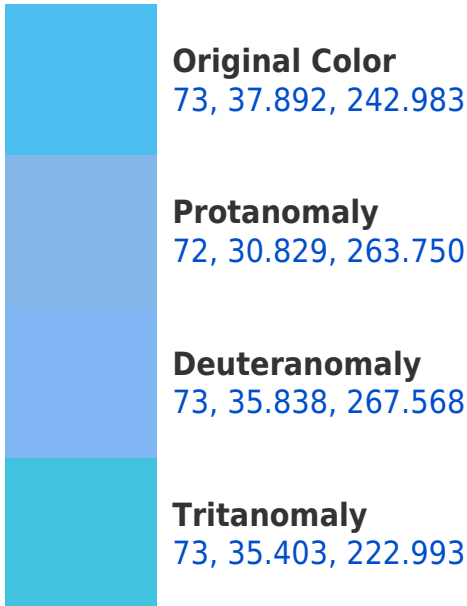 Original Color
73, 37.892, 242.983
Protanomaly
72, 30.829, 263.750
Deuteranomaly
73, 35.838, 267.568
Tritanomaly
73, 35.403, 222.993